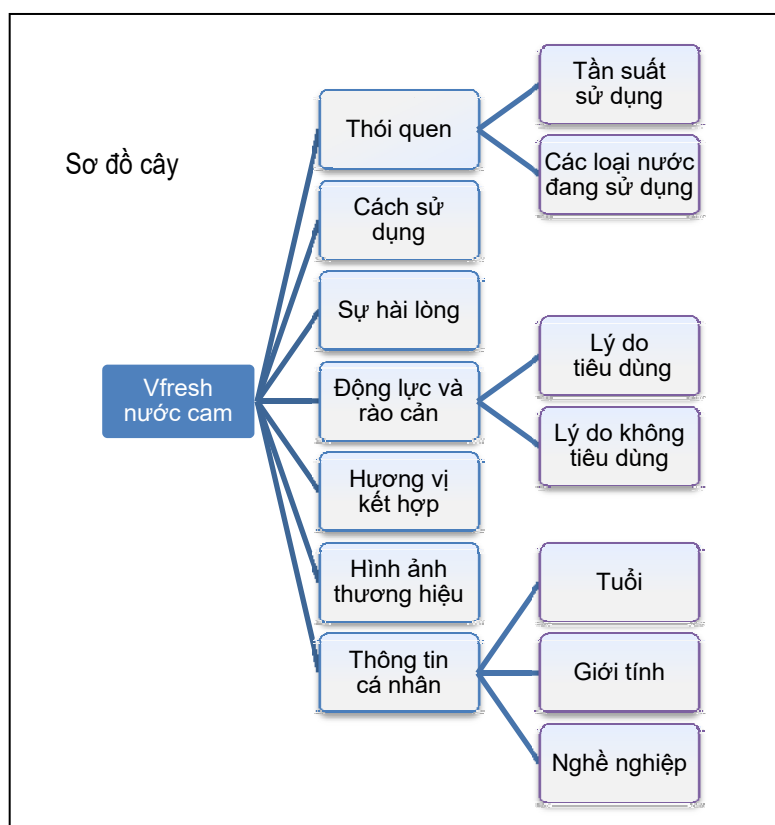 Sơ đồ cây
Vfresh
nước cam
Thói quen
Tần suất
sử dụng
Các loại nước
đang sử dụng
Cách sử
dụng
Sự hài lòng
Động lực và
rào cản
Lý do
tiêu dùng
Lý do không
tiêu dùng
Hương vị
kết hợp
Hình ảnh
thương hiệu
Thông tin
cá nhân
Tuổi
Giới tính
Nghề nghiệp